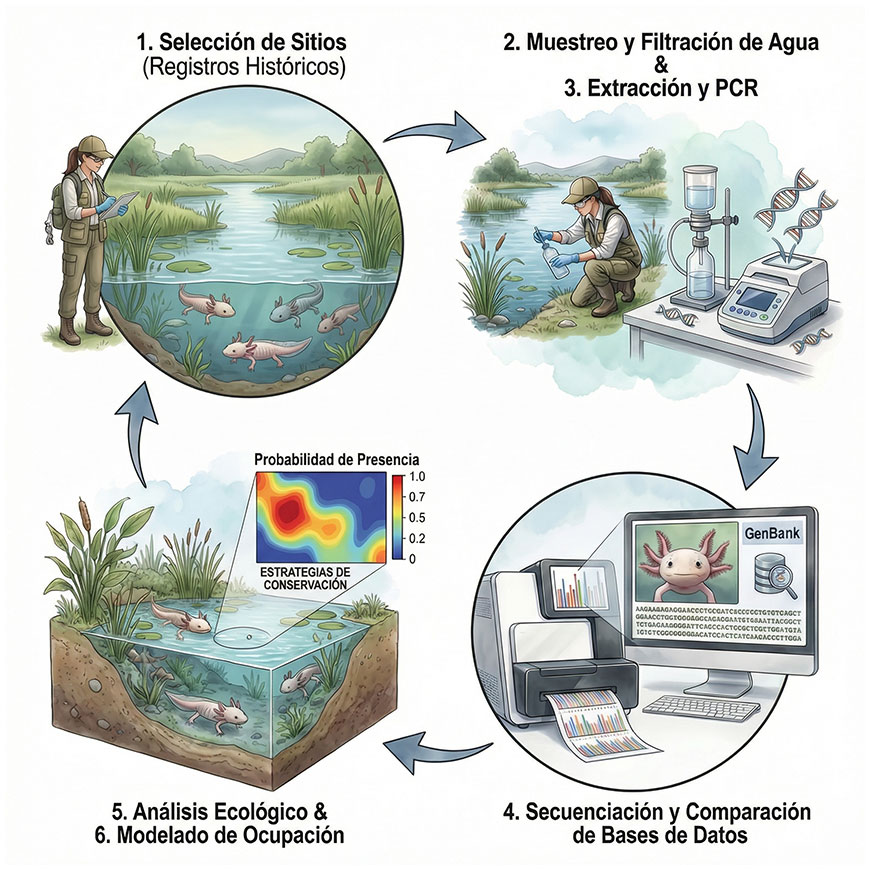 1. Selección de Sitios
(Registros Históricos)
2. Muestreo y Filtración de Agua
&
3. Extracción y PCR
Probabilidad de Presencia
1.0
0.7
0.5
0.2
0
ESTRATEGIAS DE
CONSERVACIÓN
GenBank
5. Análisis Ecológico &
6. Modelado de Ocupación
4. Secuenciación y Comparación
de Bases de Datos